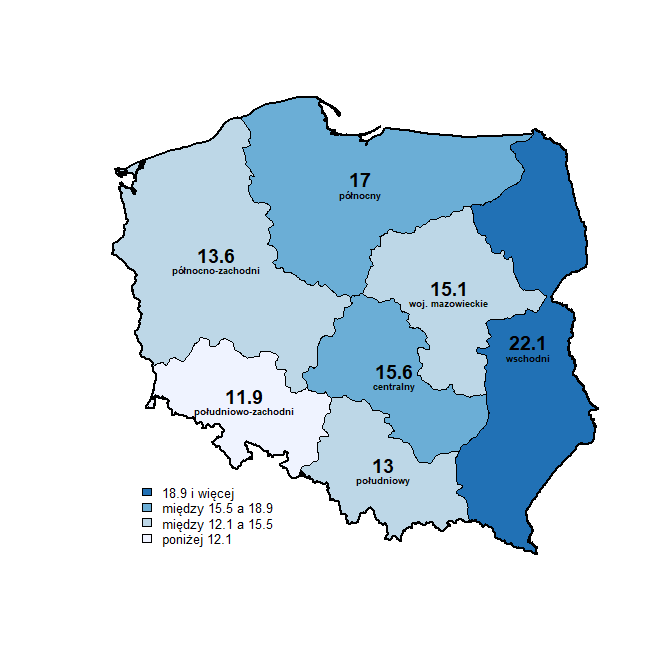 17
północny
13.6
północno-zachodni
15.1
woj. mazowieckie
22.1
wschodni
15.6
centralny
11.9
południowo-zachodni
13
południowy
18.9 i więcej
między 15.5 a 18.9
między 12.1 a 15.5
poniżej 12.1